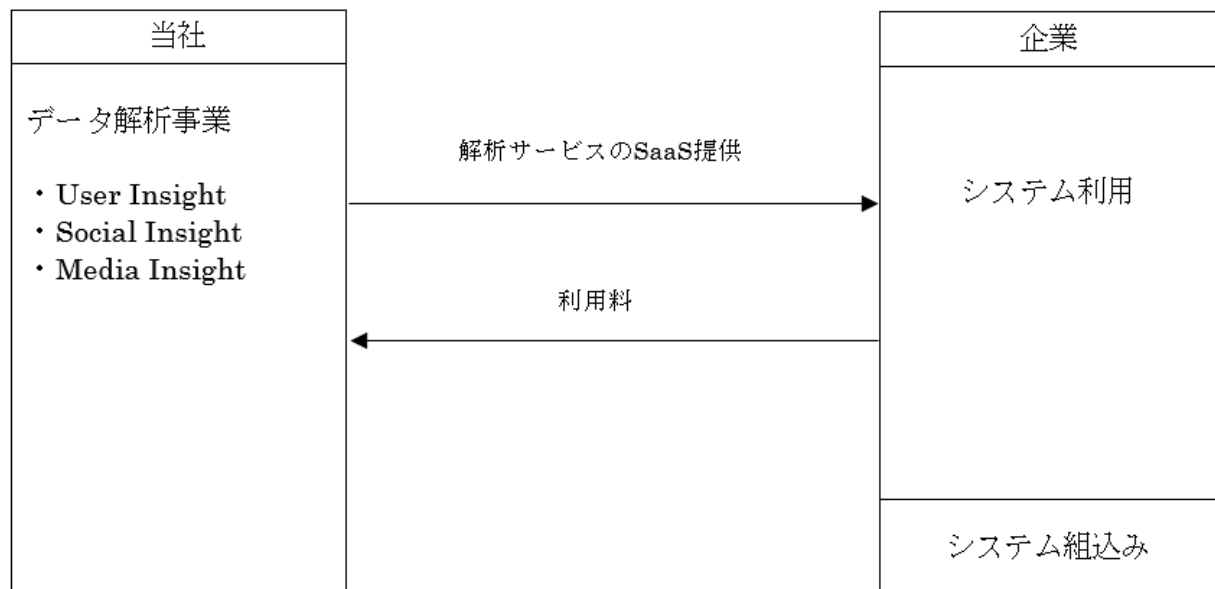 当社
企業
データ解析事業
解析サービスのSaaS提供
・User Insight
・Social Insight
・Media Insight
システム利用
利用料
システム組込み